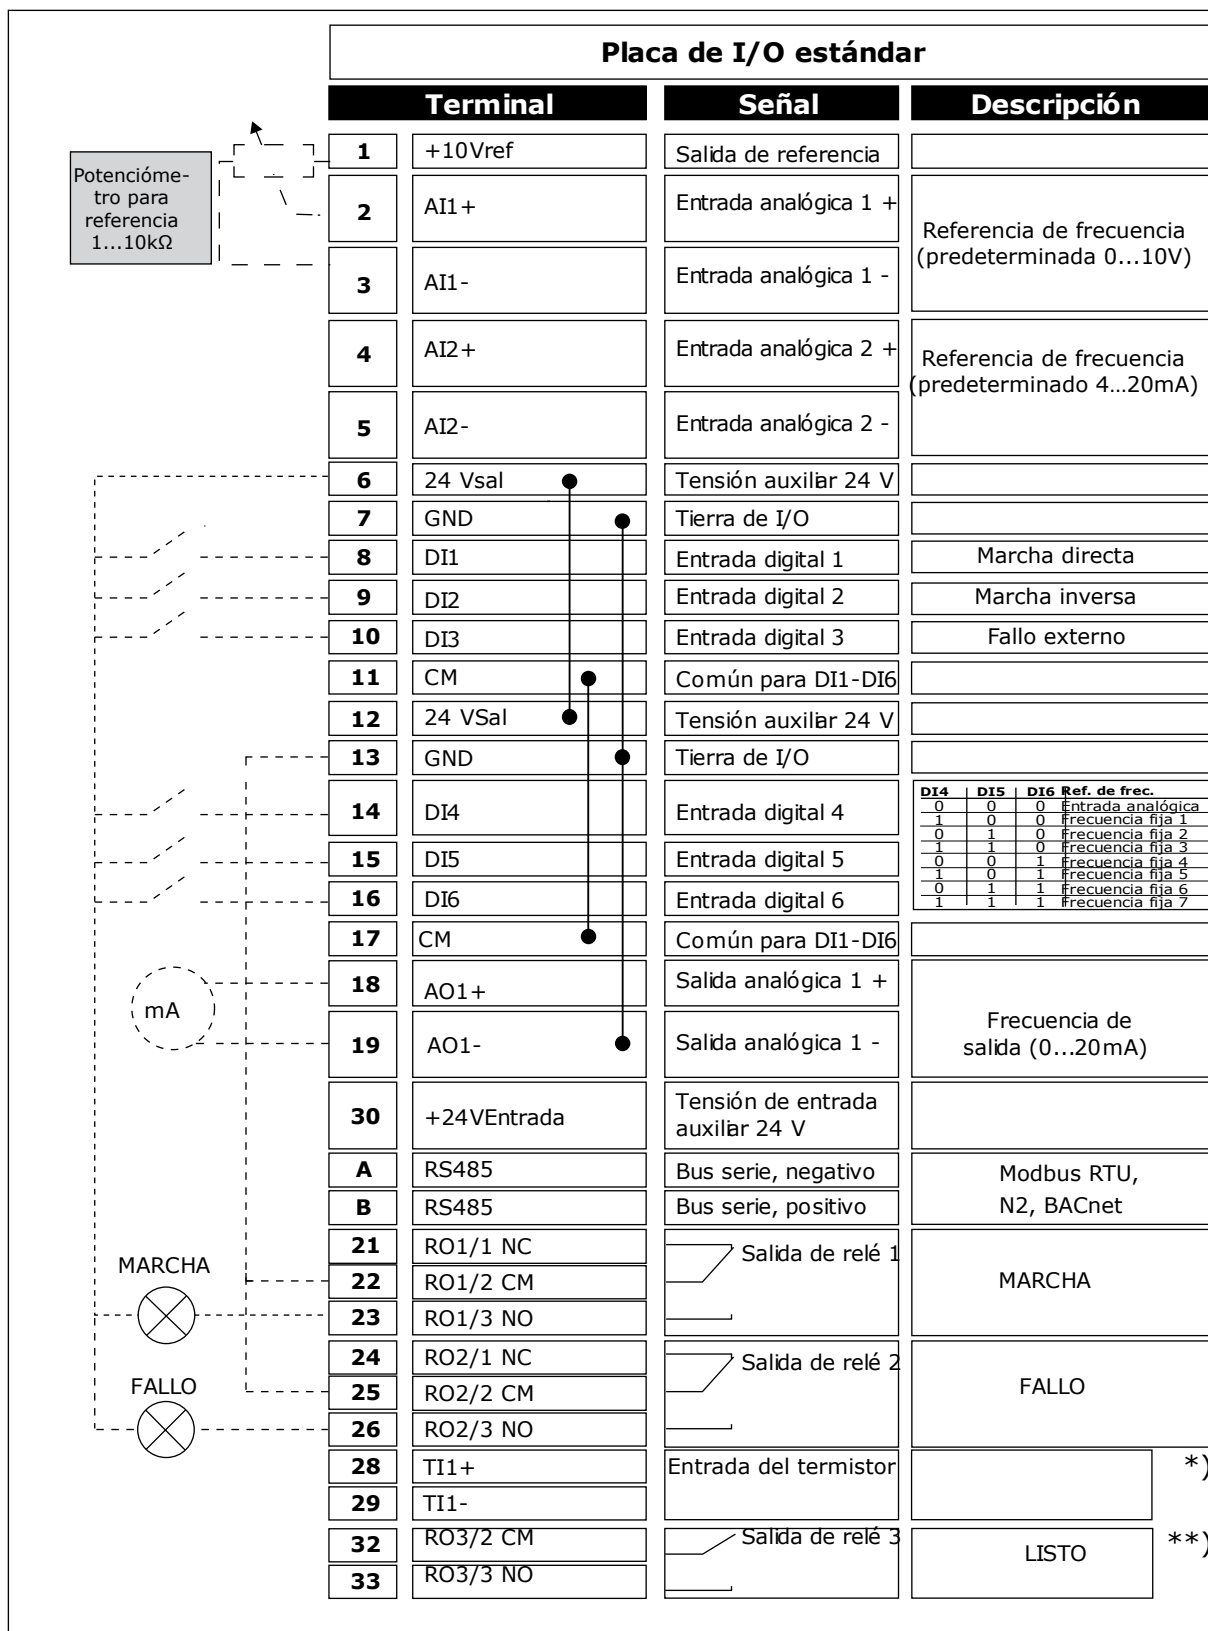 Placa de I/O estándar
Terminal Señal Descripción
Potencióme-
tro para
referencia
1...10kΩ
1 +10Vref Salida de referencia
2 AI1+ Entrada analógica 1 +
Referencia de frecuencia
(predeterminada 0...10V)
3 AI1- Entrada analógica 1 -
4 AI2+ Entrada analógica 2 +
Referencia de frecuencia
(predeterminado 4...20mA)
5 AI2- Entrada analógica 2 -
6 24 Vsal Tensión auxiliar 24 V
7 GND Tierra de I/O
8 DI1 Entrada digital 1 Marcha directa
9 DI2 Entrada digital 2 Marcha inversa
10 DI3 Entrada digital 3 Fallo externo
11 CM Común para DI1-DI6
12 24 VSal Tensión auxiliar 24 V
13 GND Tierra de I/O
14 DI4 Entrada digital 4
DI4 DI5 DI6 Ref. de frec.
0 0 0 Entrada analógica
1 0 0 Frecuencia fija 1
0 1 0 Frecuencia fija 2
1 1 0 Frecuencia fija 3
0 0 1 Frecuencia fija 4
1 0 1 Frecuencia fija 5
0 1 1 Frecuencia fija 6
1 1 1 Frecuencia fija 7
15 DI5 Entrada digital 5
16 DI6 Entrada digital 6
17 CM Común para DI1-DI6
mA
18 AO1+ Salida analógica 1 +
Frecuencia de
salida (0...20mA)
19 AO1- Salida analógica 1 -
30 +24VEntrada Tensión de entrada
auxiliar 24 V
A RS485 Bus serie, negativo Modbus RTU,
B RS485 Bus serie, positivo N2, BACnet
21 RO1/1 NC Salida de relé 1
MARCHA
22 RO1/2 CM MARCHA
23 RO1/3 NO
24 RO2/1 NC Salida de relé 2
FALLO
25 RO2/2 CM FALLO
26 RO2/3 NO
28 TI1+ Entrada del termistor *)
29 TI1-
32 RO3/2 CM Salida de relé 3 LISTO **)
33 RO3/3 NO